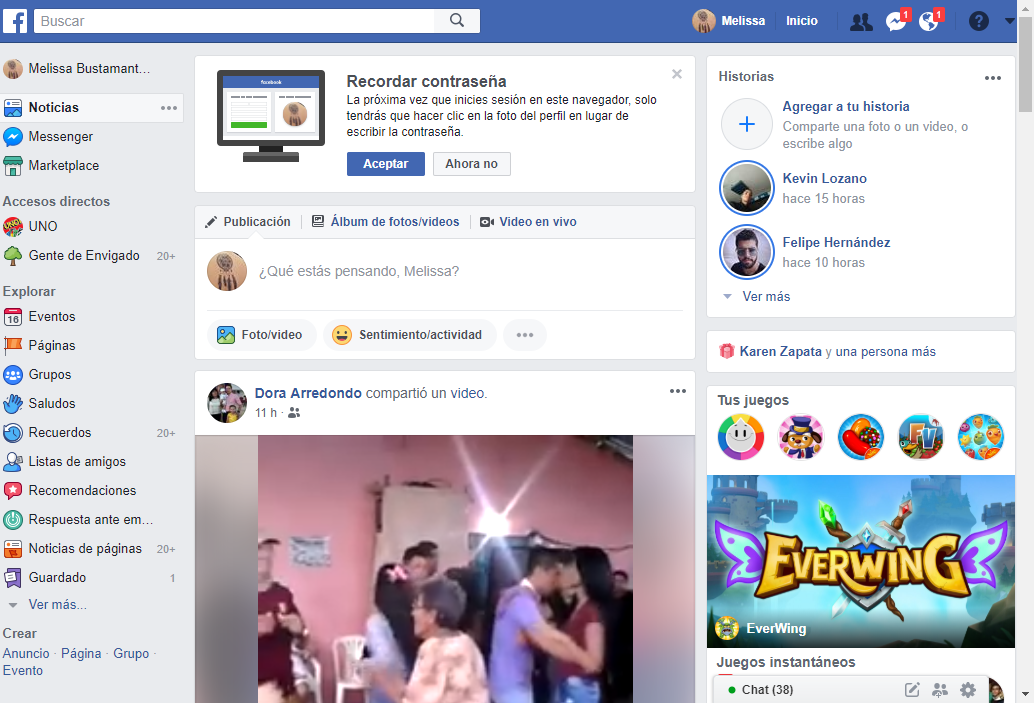 Buscar
Melissa
Inicio
1
1
Melissa Bustamant...
Noticias
Messenger
Marketplace
Accesos directos
UNO
Gente de Envigado 20+
Explorar
16 Eventos
Páginas
Grupos
Saludos
Recuerdos 20+
Listas de amigos
Recomendaciones
Respuesta ante em...
Noticias de páginas 20+
Guardado 1
Ver más...
Crear
Anuncio · Página · Grupo ·
Evento
facebook
Recordar contraseña
La próxima vez que inicies sesión en este navegador, solo
tendrás que hacer clic en la foto del perfil en lugar de
escribir la contraseña.
Aceptar
Ahora no
Publicación
Álbum de fotos/videos
Video en vivo
¿Qué estás pensando, Melissa?
Foto/video
Sentimiento/actividad
Dora Arredondo compartió un video.
11 h ·
Historias
Agregar a tu historia
Comparte una foto o un video, o
escribe algo
Kevin Lozano
hace 15 horas
Felipe Hernández
hace 10 horas
Ver más
Karen Zapata y una persona más
Tus juegos
FV
EVERWING
EverWing
Juegos instantáneos
Chat (38)